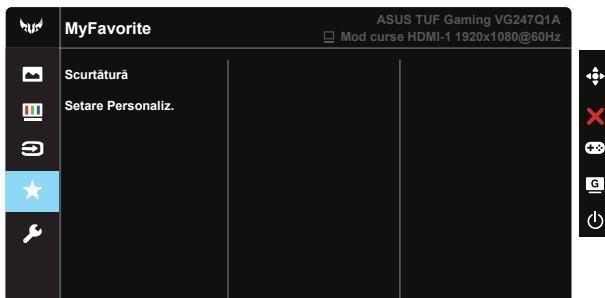 MyFavorite
ASUS TUF Gaming VG247Q1A
Mod curse HDMI-1 1920x1080@60Hz
Scurtătură
Setare Personaliz.
G